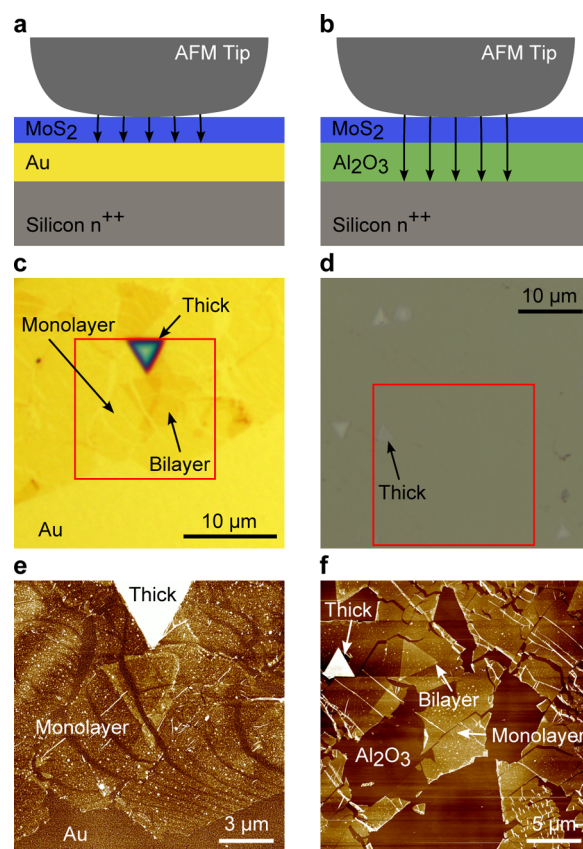 a
AFM Tip
MoS2
Au
Silicon n++
b
AFM Tip
MoS2
Al2O3
Silicon n++
c
Thick
Monolayer
Bilayer
Au
10 µm
d
10 µm
Thick
e
Thick
Monolayer
Au
3 µm
f
Thick
Bilayer
Monolayer
Al2O3
5 µm